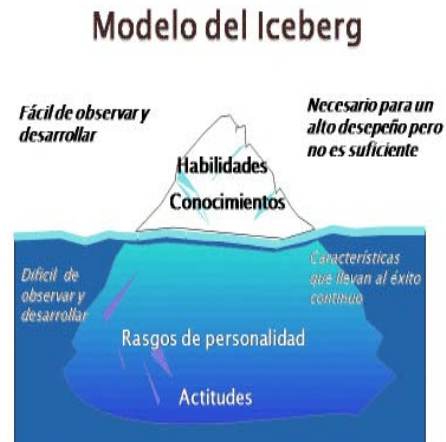 Modelo del Iceberg
Fácil de observar y
desarrollar
Necesario para un
alto desepeño pero
no es suficiente
Habilidades
Conocimientos
Difícil de
observar y
desarrollar
Características
que llevan al éxito
continuo
Rasgos de personalidad
Actitudes